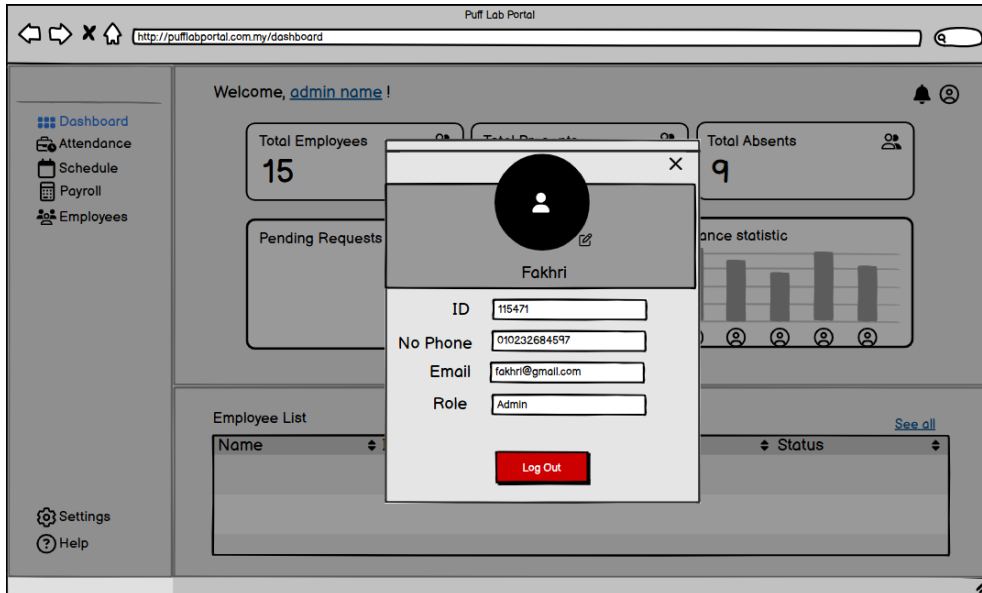 Puff Lab Portal
http://pufflabportal.com.my/dashboard
Welcome, admin name !
Dashboard
Attendance
Schedule
Payroll
Employees
Settings
Help
Total Employees
15
Total
Total Absents
9
Pending Requests
ance statistic
Fakhri
ID 115471
No Phone 010232684597
Email fakhri@gmail.com
Role Admin
Log Out
Employee List
See all
Name
Status